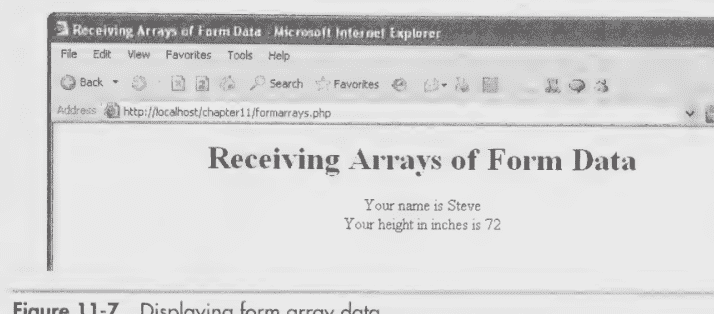 Receiving Arrays of Form Data - Microsoft Internet Explorer
File Edit View Favorites Tools Help
Back Search Favorites
Address http://localhost/chapter11/formarrays.php
Receiving Arrays of Form Data
Your name is Steve
Your height in inches is 72
Figure 11-7 Displaying form array data